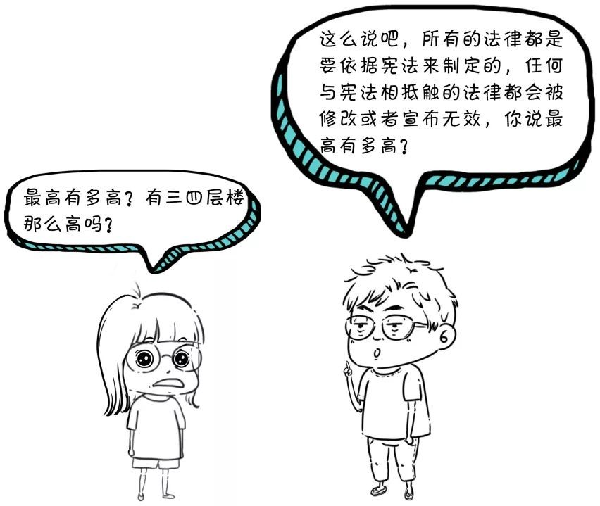 最高有多高？有三四层楼
那么高吗？
这么说吧，所有的法律都是
要依据宪法来制定的，任何
与宪法相抵触的法律都会被
修改或者宣布无效，你说最
高有多高？